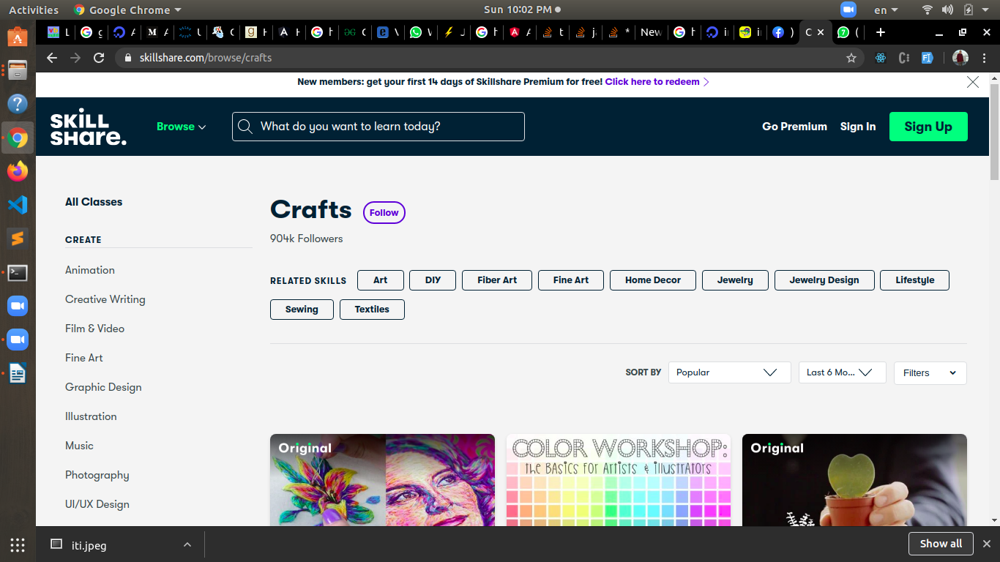 Activities
Google Chrome
Sun 10:02 PM
en
skillshare.com/browse/crafts
New members: get your first 14 days of Skillshare Premium for free! Click here to redeem
SKILL
SHARE.
Browse
What do you want to learn today?
Go Premium
Sign In
Sign Up
All Classes
CREATE
Animation
Creative Writing
Film & Video
Fine Art
Graphic Design
Illustration
Music
Photography
UI/UX Design
Crafts
Follow
904k Followers
RELATED SKILLS
Art
DIY
Fiber Art
Fine Art
Home Decor
Jewelry
Jewelry Design
Lifestyle
Sewing
Textiles
SORT BY
Popular
Last 6 Mo...
Filters
Original
COLOR WORKSHOP:
the BASICS FOR ARTISTS & ILLUSTRATORS
Original
iti.jpeg
Show all